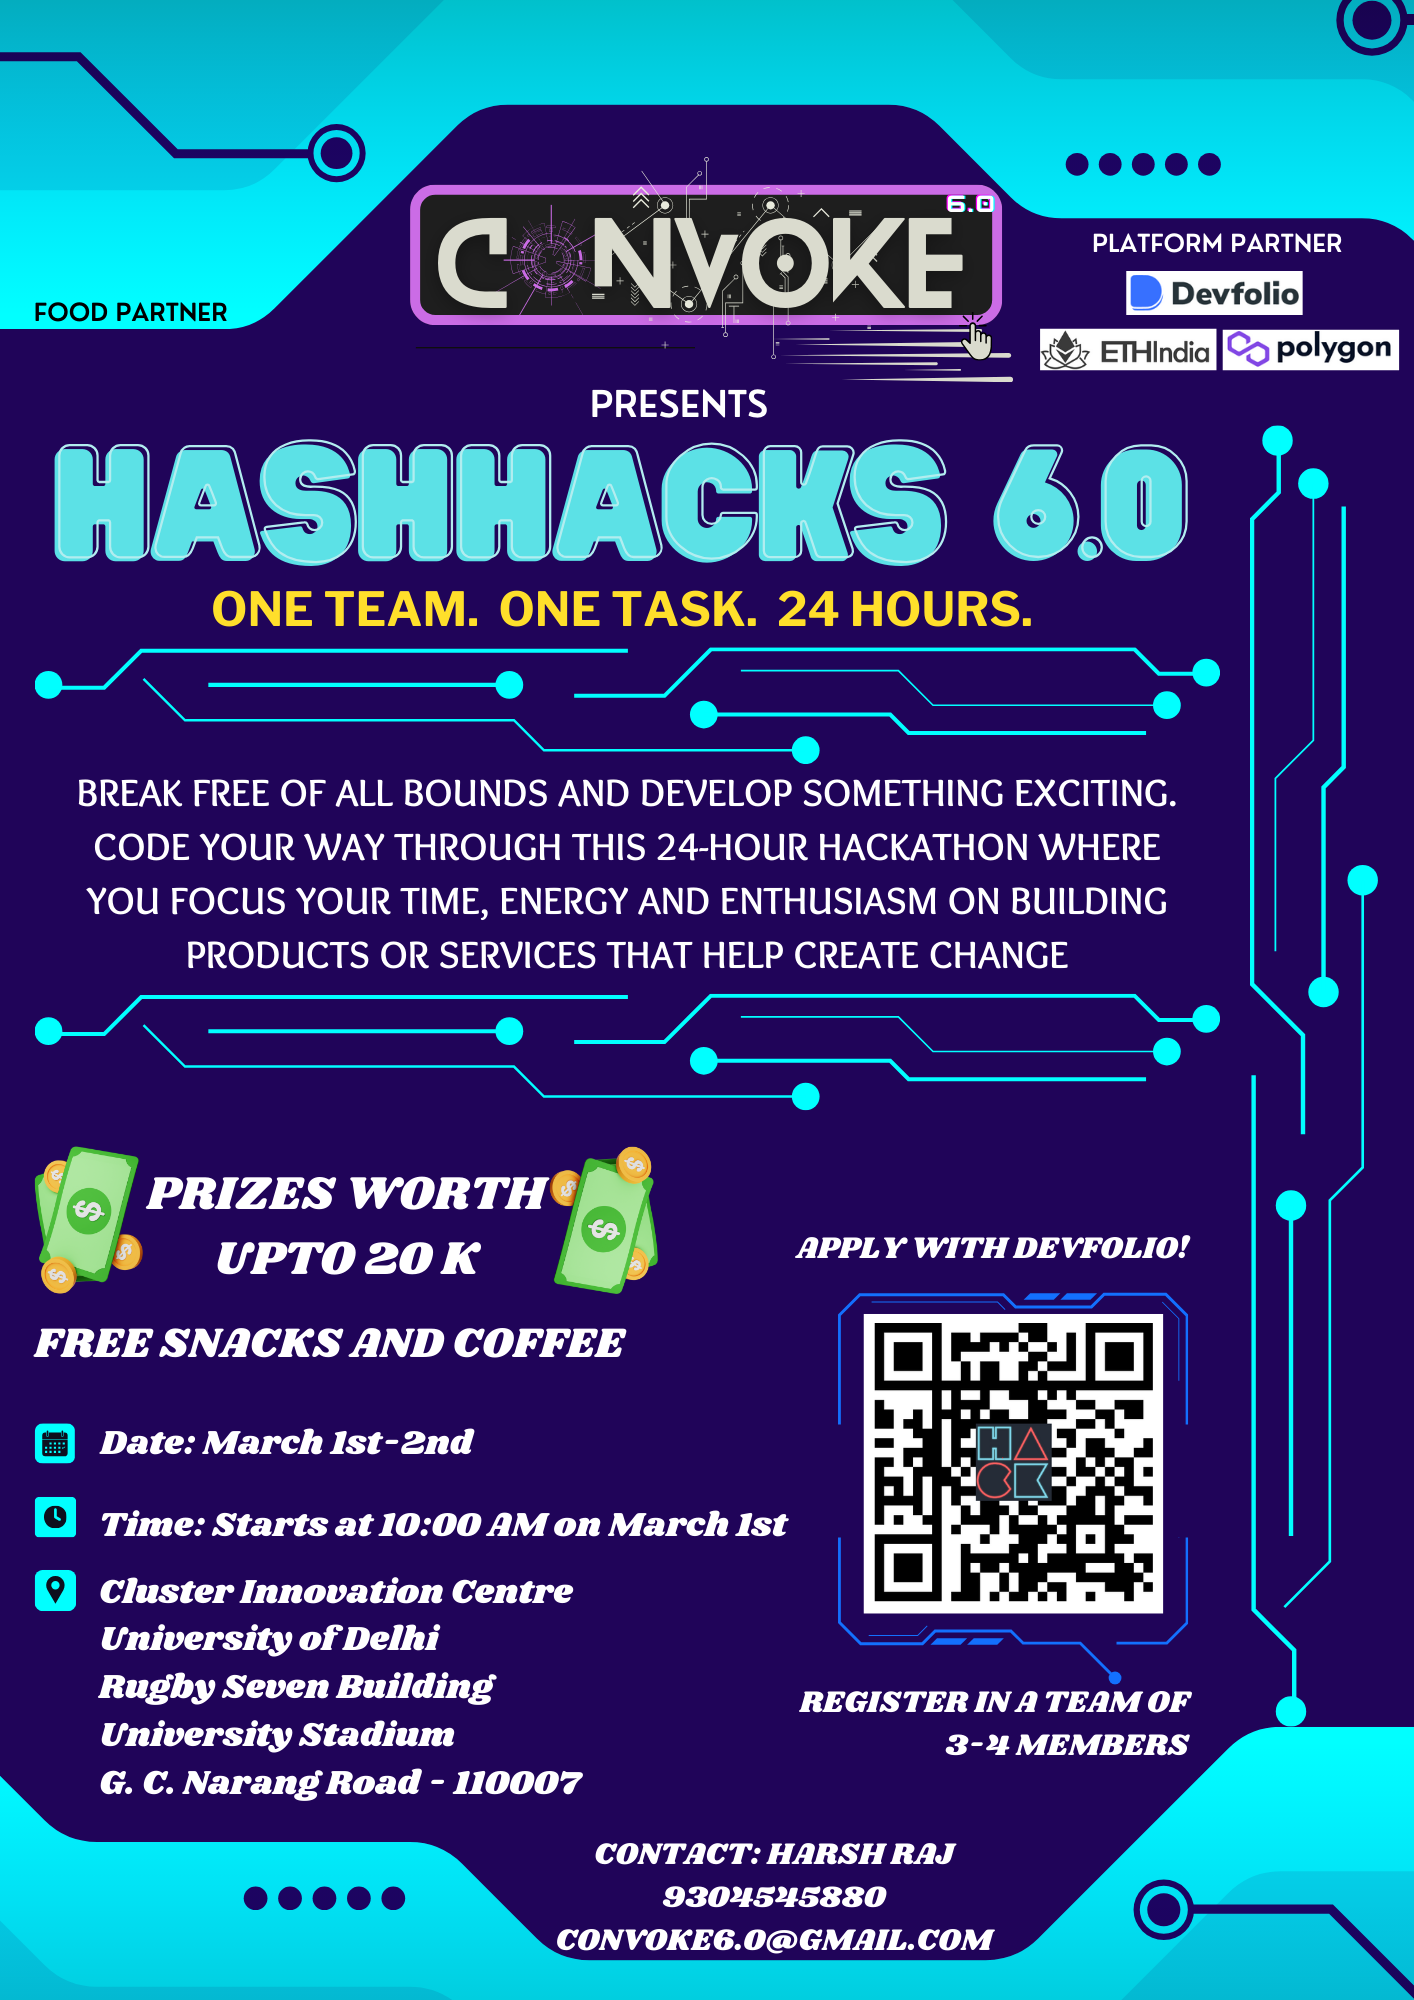 CONVOKE 6.0
PLATFORM PARTNER
Devfolio
ETHIndia polygon
FOOD PARTNER
PRESENTS
HASHHACKS 6.0
ONE TEAM. ONE TASK. 24 HOURS.
BREAK FREE OF ALL BOUNDS AND DEVELOP SOMETHING EXCITING.
CODE YOUR WAY THROUGH THIS 24-HOUR HACKATHON WHERE
YOU FOCUS YOUR TIME, ENERGY AND ENTHUSIASM ON BUILDING
PRODUCTS OR SERVICES THAT HELP CREATE CHANGE
PRIZES WORTH
UPTO 20 K
FREE SNACKS AND COFFEE
Date: March 1st-2nd
Time: Starts at 10:00 AM on March 1st
Cluster Innovation Centre
University of Delhi
Rugby Seven Building
University Stadium
G. C. Narang Road - 110007
APPLY WITH DEVFOLIO!
HACK
REGISTER IN A TEAM OF
3-4 MEMBERS
CONTACT: HARSH RAJ
9304545880
CONVOKE6.0@GMAIL.COM